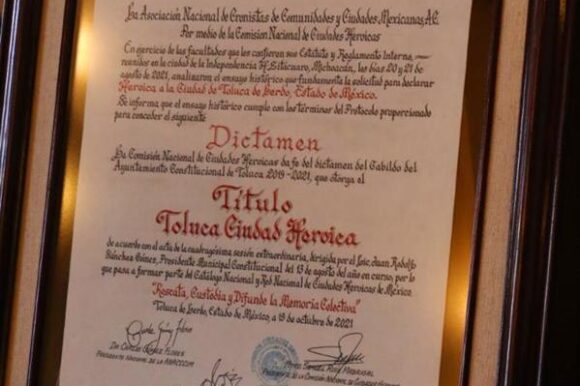 La Asociación Nacional de Cronistas de Comunidades y Ciudades Mexicanas, A.C.
Por medio de la Comisión Nacional de Ciudades Heroicas
En ejercicio de las facultades que les confieren sus Estatuto y Reglamento Interno,
reunidos en la ciudad de la Independencia H. Zitácuaro, Michoacán, los días 20 y 21 de
agosto de 2021, analizaron el ensayo histórico que fundamenta la solicitud para declarar
Heroica a la Ciudad de Toluca de Lerdo, Estado de México.
Se informa que el ensayo histórico cumple con los términos del Protocolo proporcionado
para conceder el siguiente
Dictamen
La Comisión Nacional de Ciudades Heroicas da fe del dictamen del Cabildo del
Ayuntamiento Constitucional de Toluca 2019-2021, que otorga el
Título
Toluca Ciudad Heroica
de acuerdo con el acta de la cuadragésima sesión extraordinaria, dirigida por el Lic. Juan Rodolfo
Sánchez Gómez, Presidente Municipal Constitucional del 13 de agosto del año en curso, por lo
que pasa a formar parte del Catálogo Nacional y Red Nacional de Ciudades Heroicas de México.
"Rescata, Custodia y Difunde la Memoria Colectiva"
Toluca de Lerdo, Estado de México, a 19 de octubre de 2021